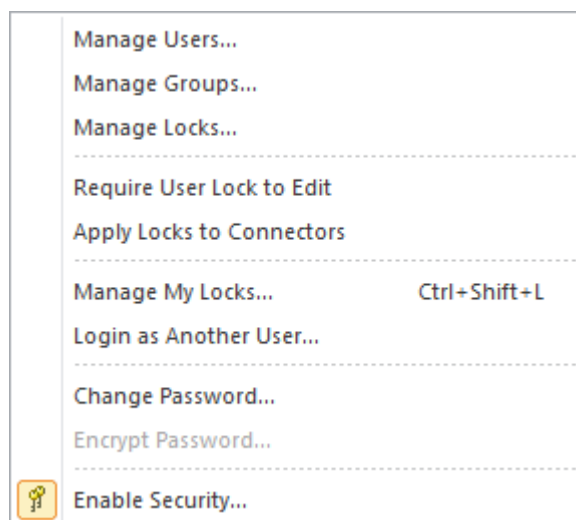 Manage Users...
Manage Groups...
Manage Locks...
Require User Lock to Edit
Apply Locks to Connectors
Manage My Locks... Ctrl+Shift+L
Login as Another User...
Change Password...
Encrypt Password...
Enable Security...